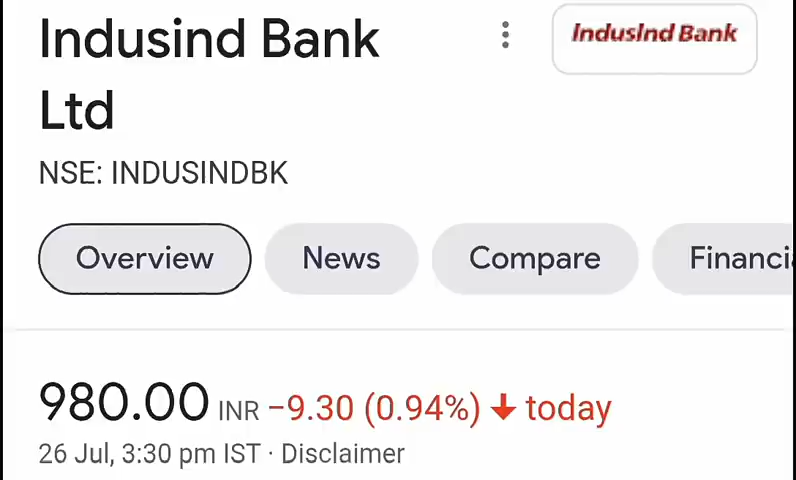 Indusind Bank
Ltd
IndusInd Bank
NSE: INDUSINDBK
Overview News Compare Financia
980.00 INR −9.30 (0.94%) ↓ today
26 Jul, 3:30 pm IST · Disclaimer